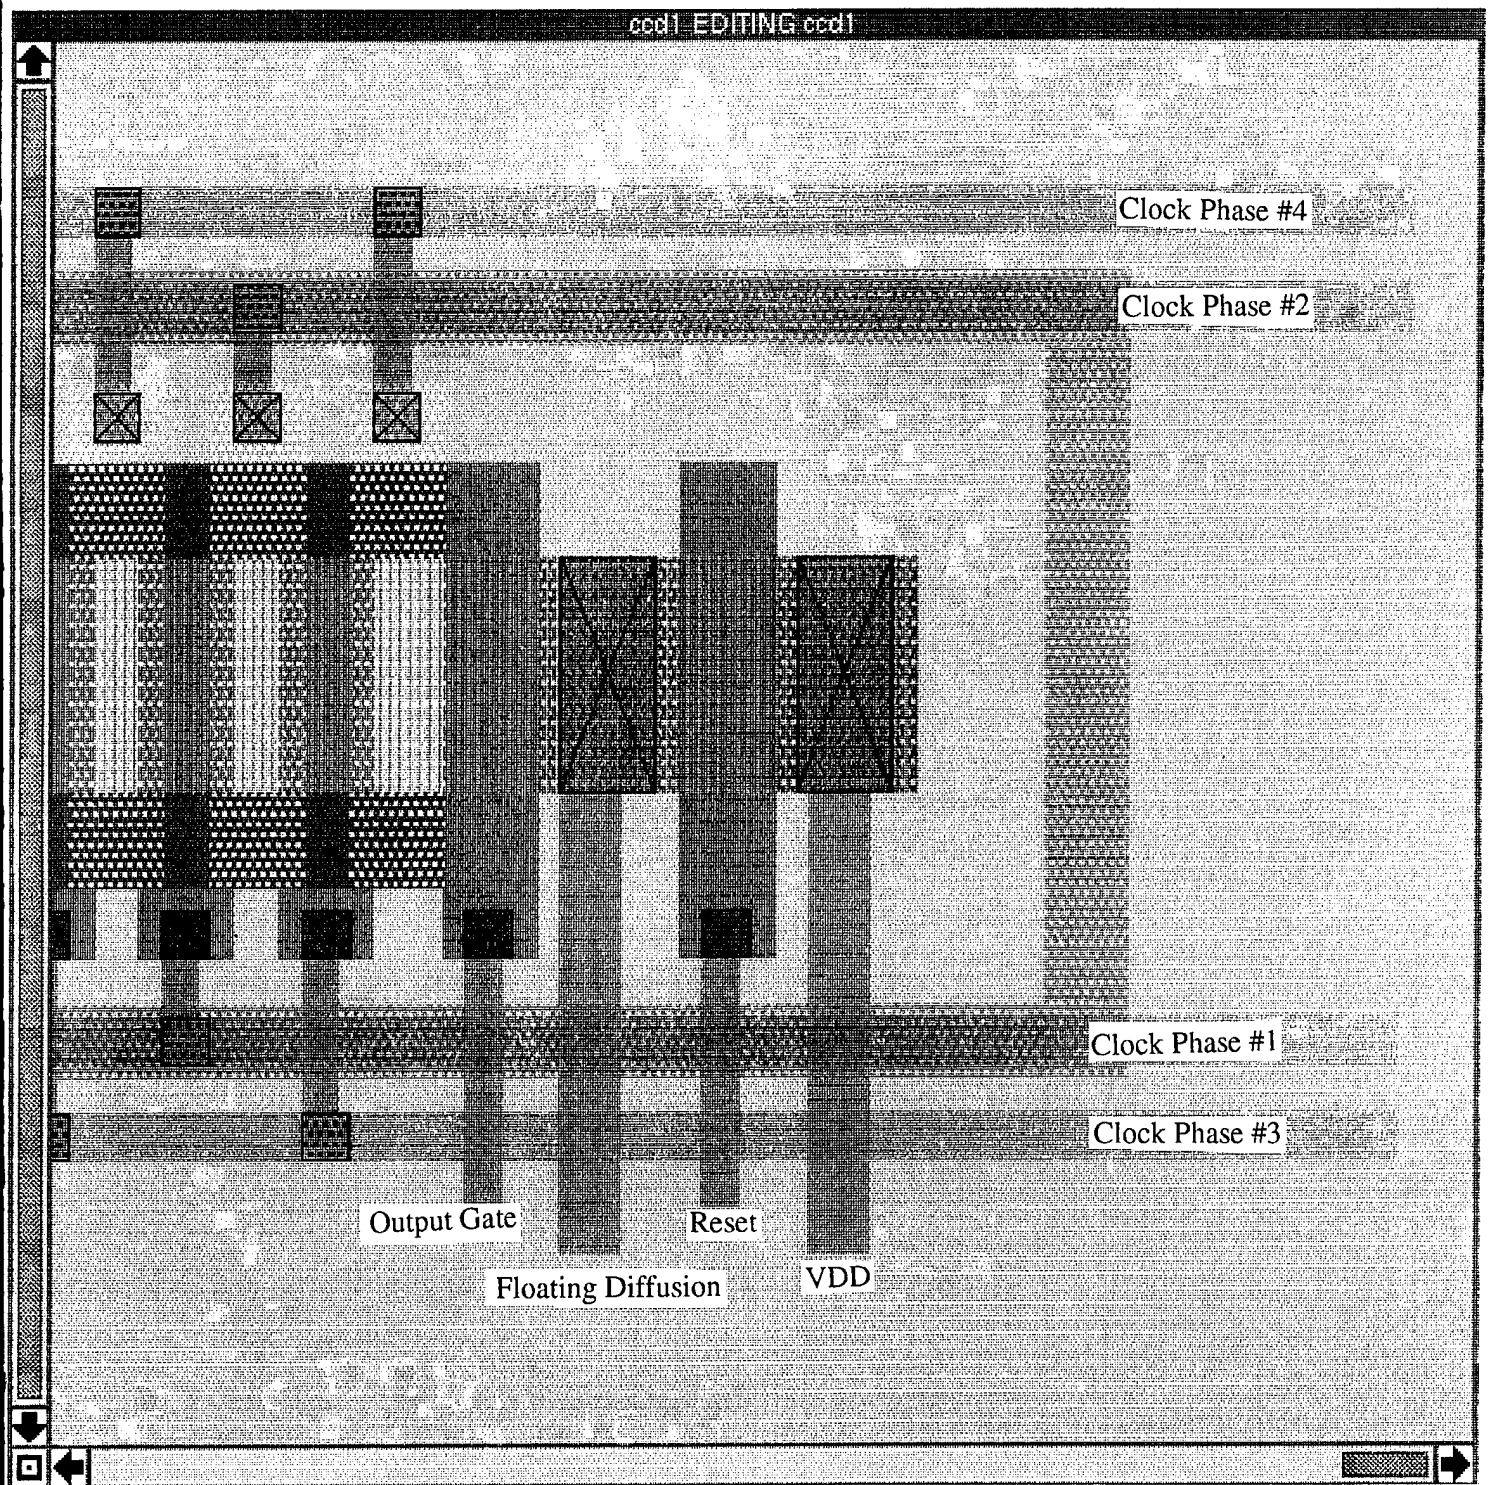 ccd1 EDITING ccd1
Clock Phase #4
Clock Phase #2
Clock Phase #1
Clock Phase #3
Output Gate
Reset
Floating Diffusion
VDD